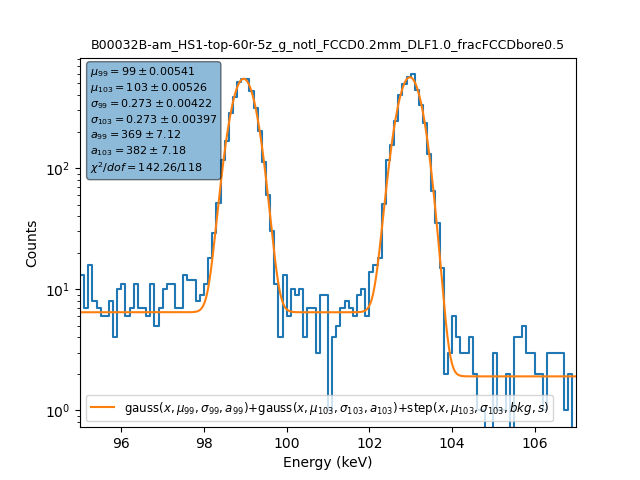 B00032B-am_HS1-top-60r-5z_g_notl_FCCD0.2mm_DLF1.0_fracFCCDbore0.5
μ₉₉ = 99 ± 0.00541
μ₁₀₃ = 103 ± 0.00526
σ₉₉ = 0.273 ± 0.00422
σ₁₀₃ = 0.273 ± 0.00397
a₉₉ = 369 ± 7.12
a₁₀₃ = 382 ± 7.18
χ²/dof = 142.26/118
10²
10¹
10⁰
Counts
gauss(x, μ₉₉, σ₉₉, a₉₉)+gauss(x, μ₁₀₃, σ₁₀₃, a₁₀₃)+step(x, μ₁₀₃, σ₁₀₃, bkg, s)
96 98 100 102 104 106
Energy (keV)